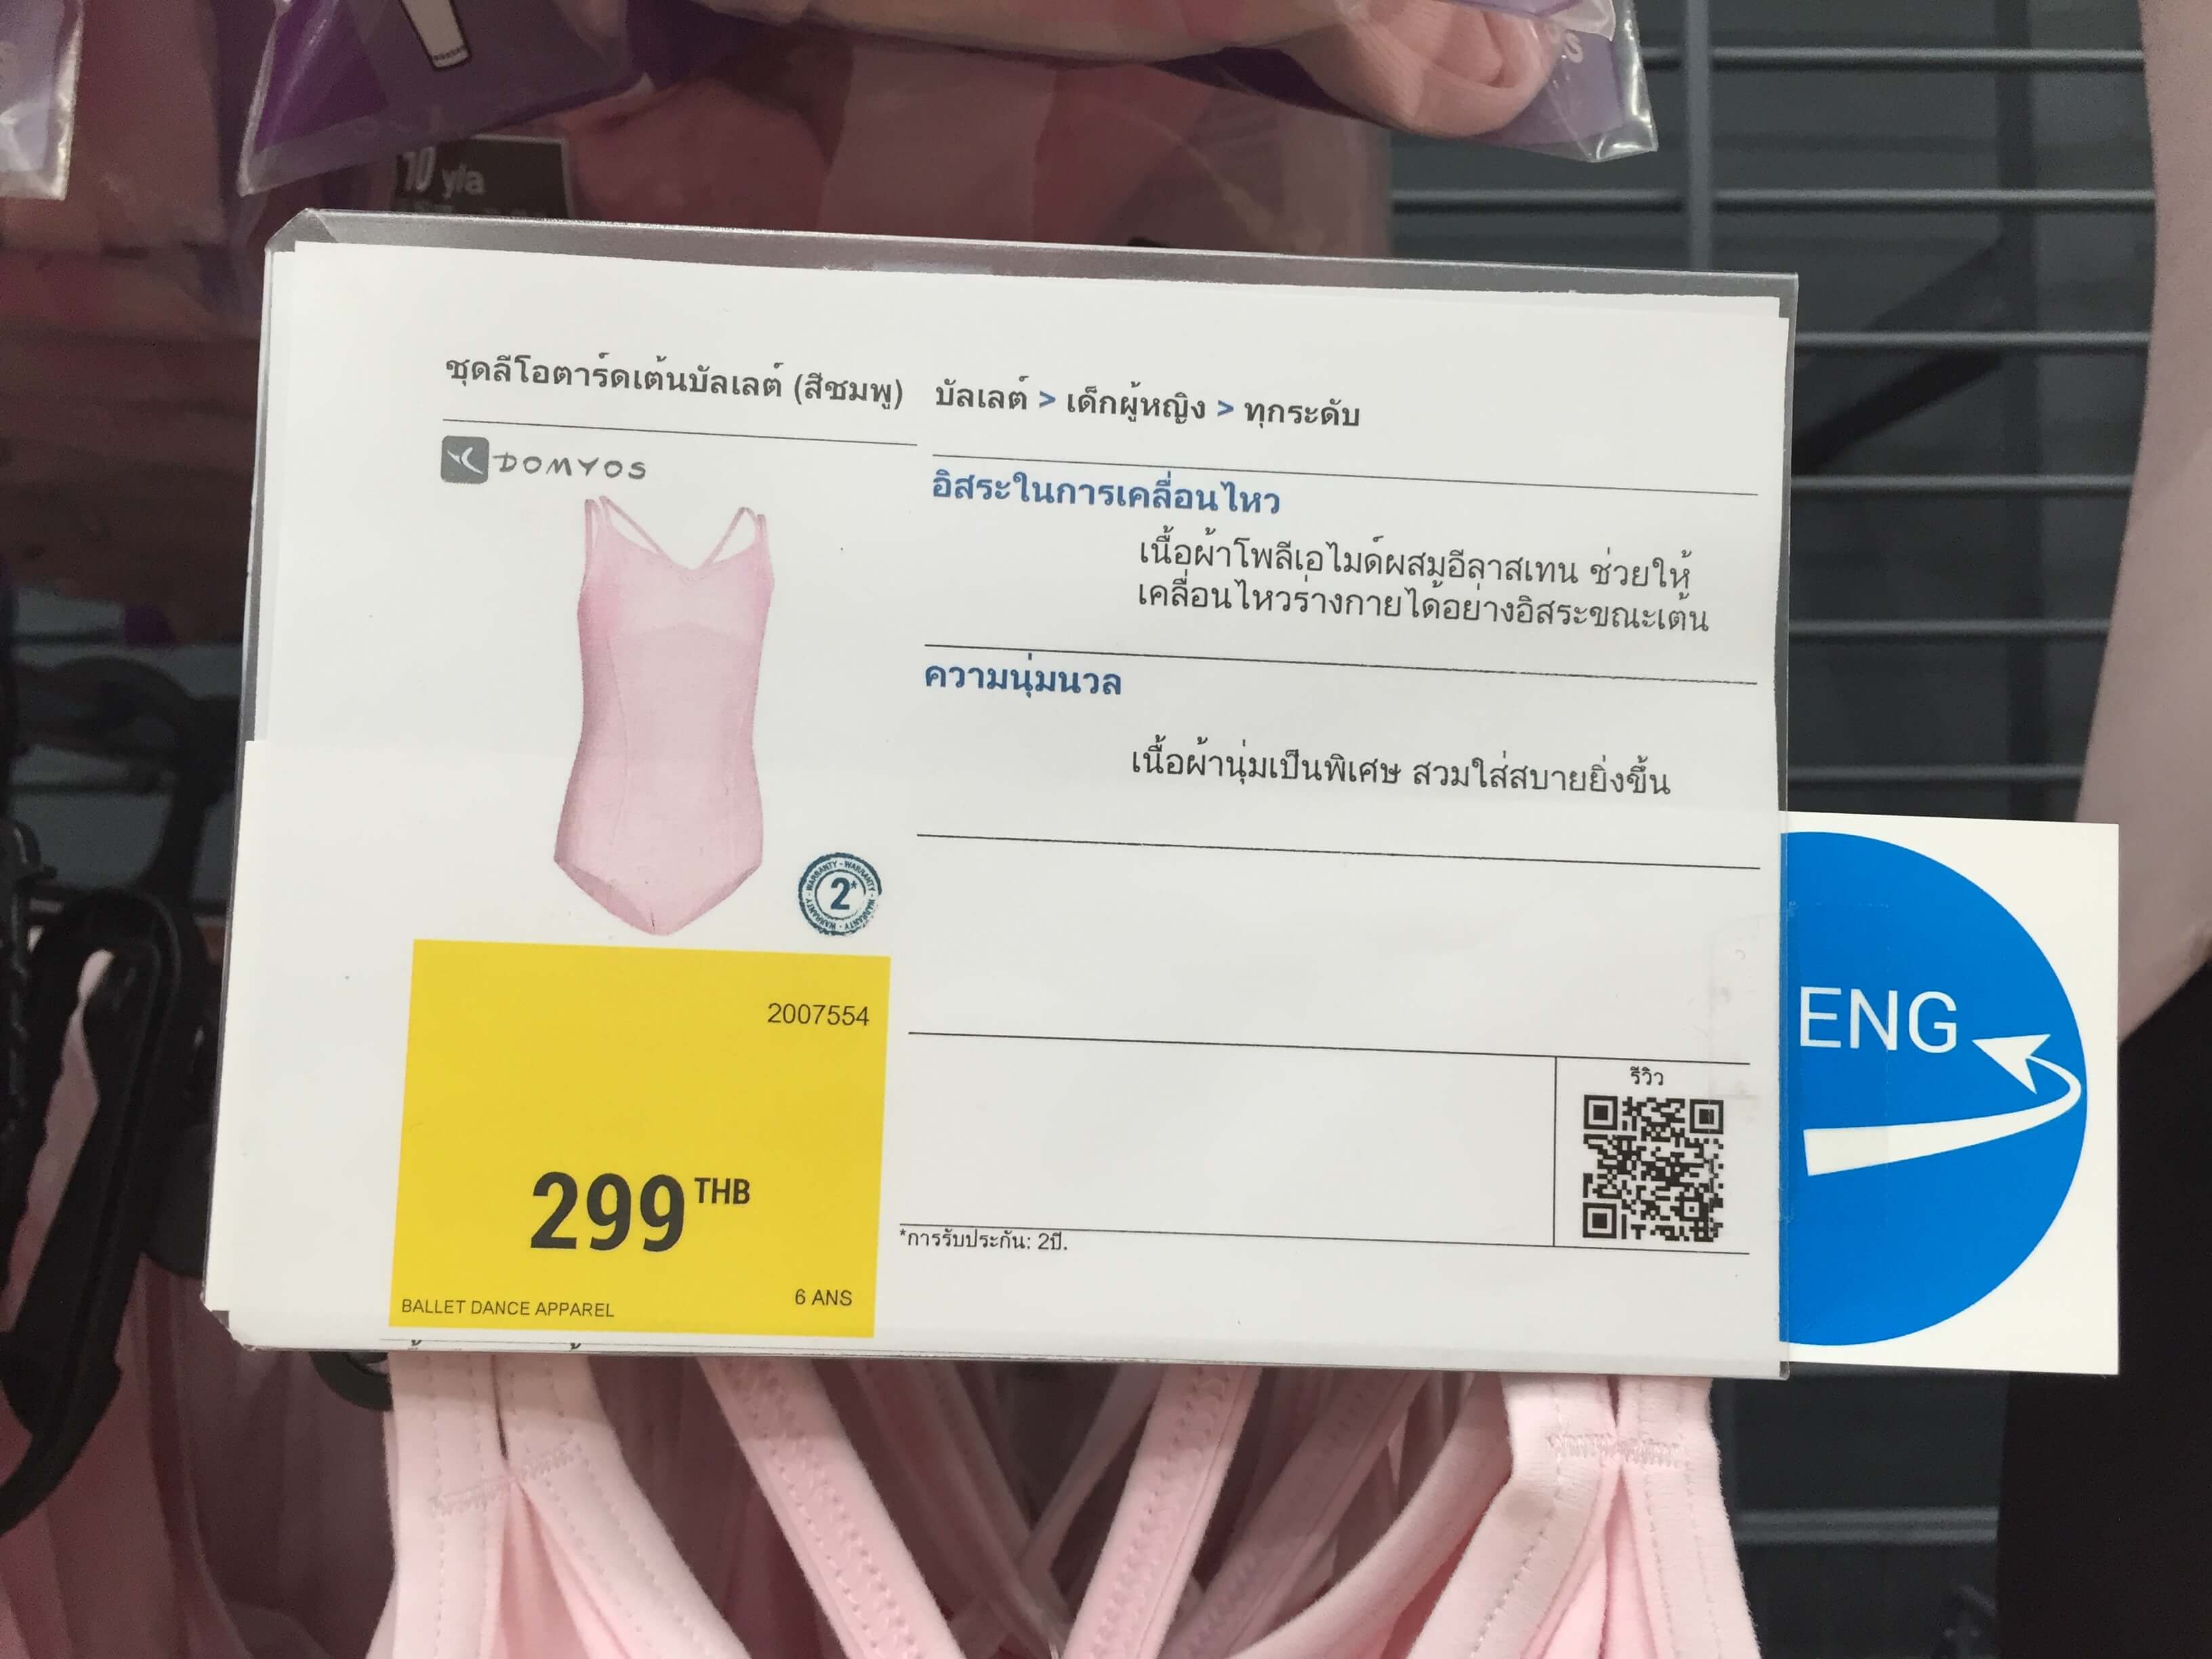 10 y/a
ชุดลีโอตาร์ดเต้นบัลเลต์ (สีชมพู)
บัลเลต์ > เด็กผู้หญิง > ทุกระดับ
DOMYOS
อิสระในการเคลื่อนไหว
เนื้อผ้าโพลีเอไมด์ผสมอีลาสเทน ช่วยให้
เคลื่อนไหวร่างกายได้อย่างอิสระขณะเต้น
ความนุ่มนวล
เนื้อผ้านุ่มเป็นพิเศษ สวมใส่สบายยิ่งขึ้น
WARRANTY - WARRANTY - WARRANTY - WARRANTY -
2*
2007554
299 THB
BALLET DANCE APPAREL
6 ANS
รีวิว
*การรับประกัน: 2ปี.
ENG